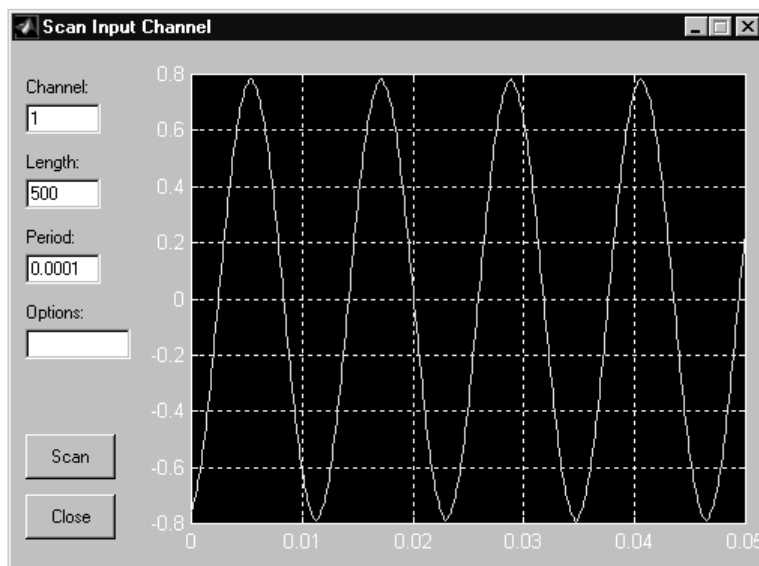 Scan Input Channel
Channel:
1
Length:
500
Period:
0.0001
Options:
Scan
Close
0.8
0.6
0.4
0.2
0
-0.2
-0.4
-0.6
-0.8
0 0.01 0.02 0.03 0.04 0.05